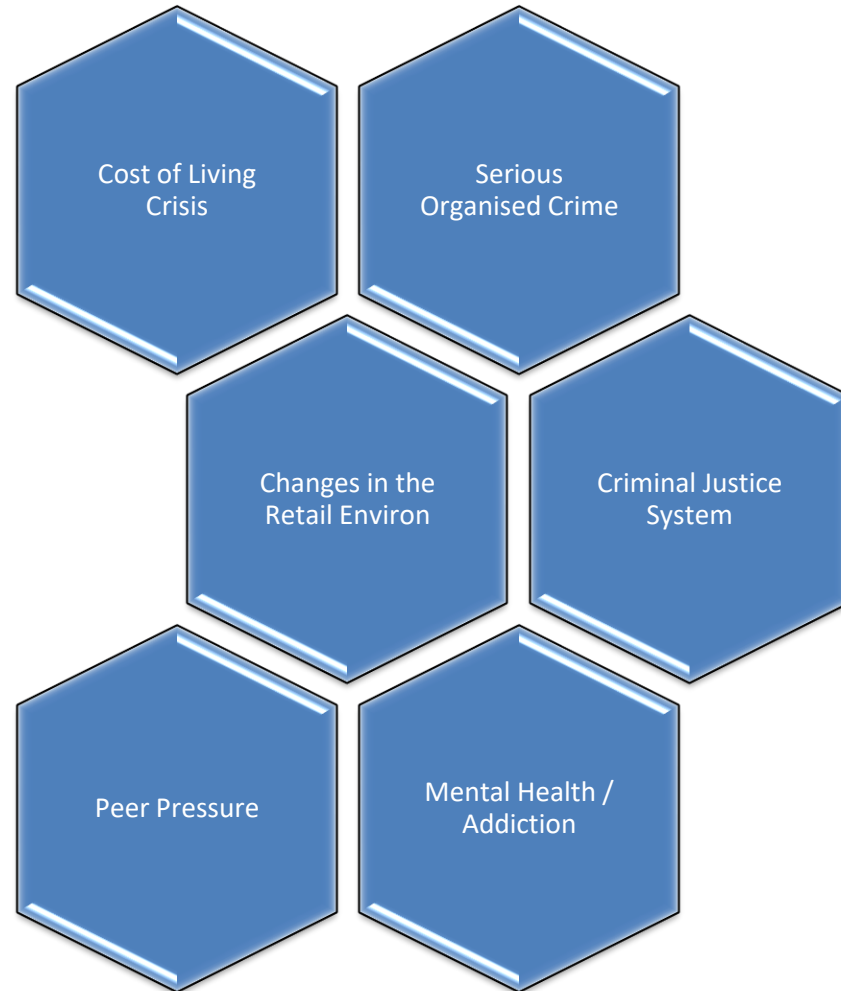 Cost of Living
Crisis
Serious
Organised Crime
Changes in the
Retail Environ
Criminal Justice
System
Peer Pressure
Mental Health /
Addiction